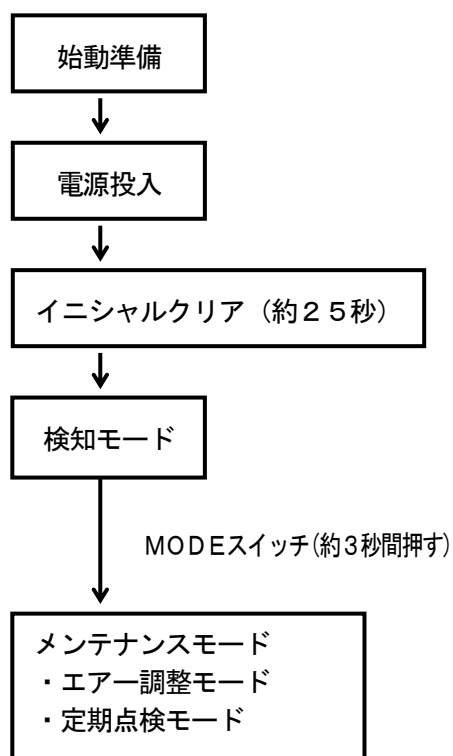 始動準備
電源投入
イニシャルクリア（約２５秒）
検知モード
ＭＯＤＥスイッチ(約３秒間押す)
メンテナンスモード
・エアー調整モード
・定期点検モード